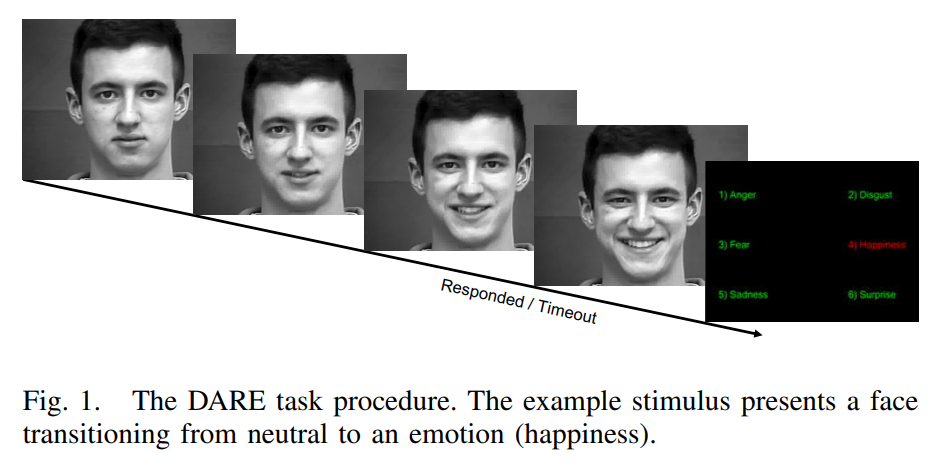 1) Anger
2) Disgust
3) Fear
4) Happiness
5) Sadness
6) Surprise
Responded / Timeout
Fig. 1. The DARE task procedure. The example stimulus presents a face
transitioning from neutral to an emotion (happiness).